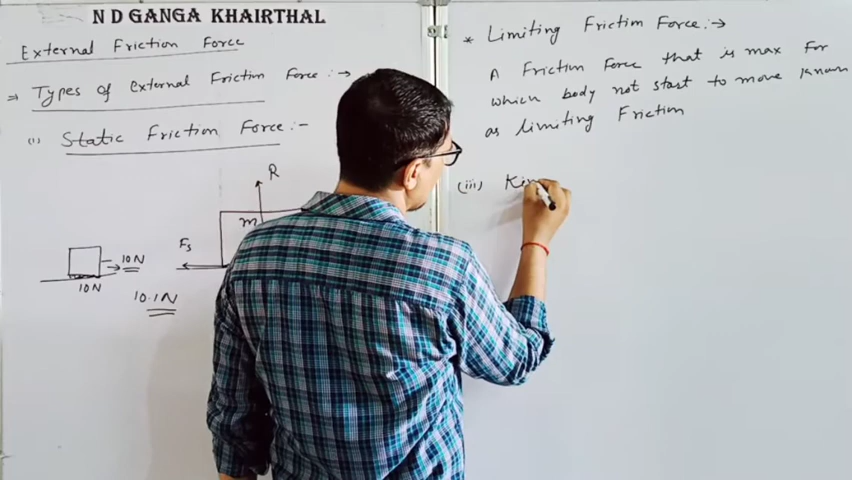 N D GANGA KHAIRTHAL
External Friction Force
⇒ Types of external Friction Force :→
(i) Static Friction Force :-
R
m
Fs
10N
10N
10.1N
* Limiting Friction Force :→
A Friction Force that is max For
which body not start to move known
as limiting Friction
(iii) Kin